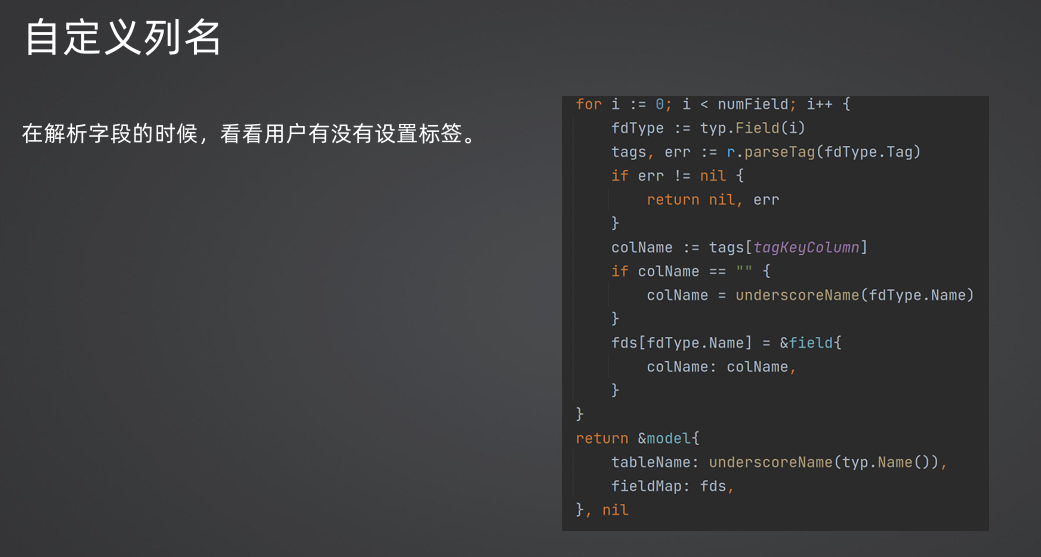 自定义列名
在解析字段的时候，看看用户有没有设置标签。
for i := 0; i < numField; i++ {
    fdType := typ.Field(i)
    tags, err := r.parseTag(fdType.Tag)
    if err != nil {
        return nil, err
    }
    colName := tags[tagKeyColumn]
    if colName == "" {
        colName = underscoreName(fdType.Name)
    }
    fds[fdType.Name] = &field{
        colName: colName,
    }
}
return &model{
    tableName: underscoreName(typ.Name()),
    fieldMap: fds,
}, nil